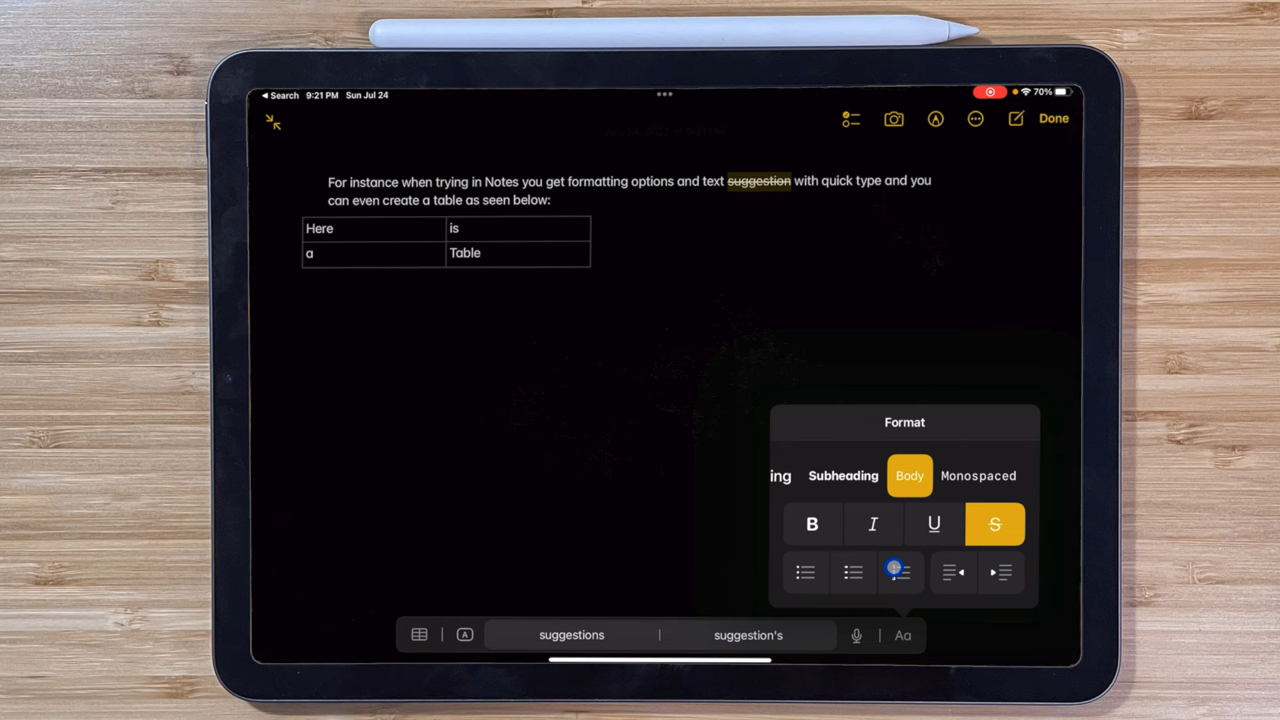 Search 9:21 PM Sun Jul 24
70%
Done
For instance when trying in Notes you get formatting options and text suggestion with quick type and you
can even create a table as seen below:
Here is
a Table
Format
ing Subheading Body Monospaced
B I U S
A suggestions suggestion's Aa